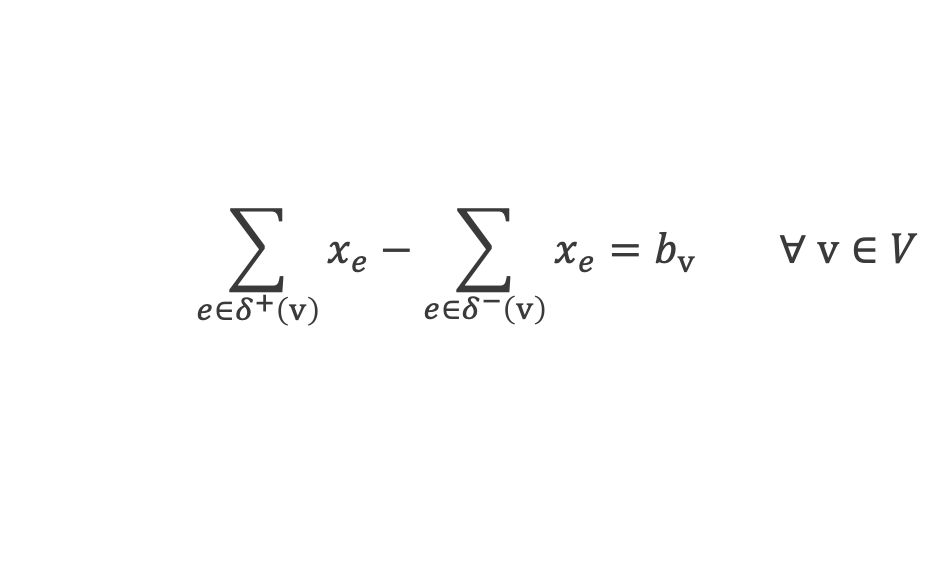 ∑_{e∈δ⁺(v)} x_e − ∑_{e∈δ⁻(v)} x_e = b_v ∀ v ∈ V